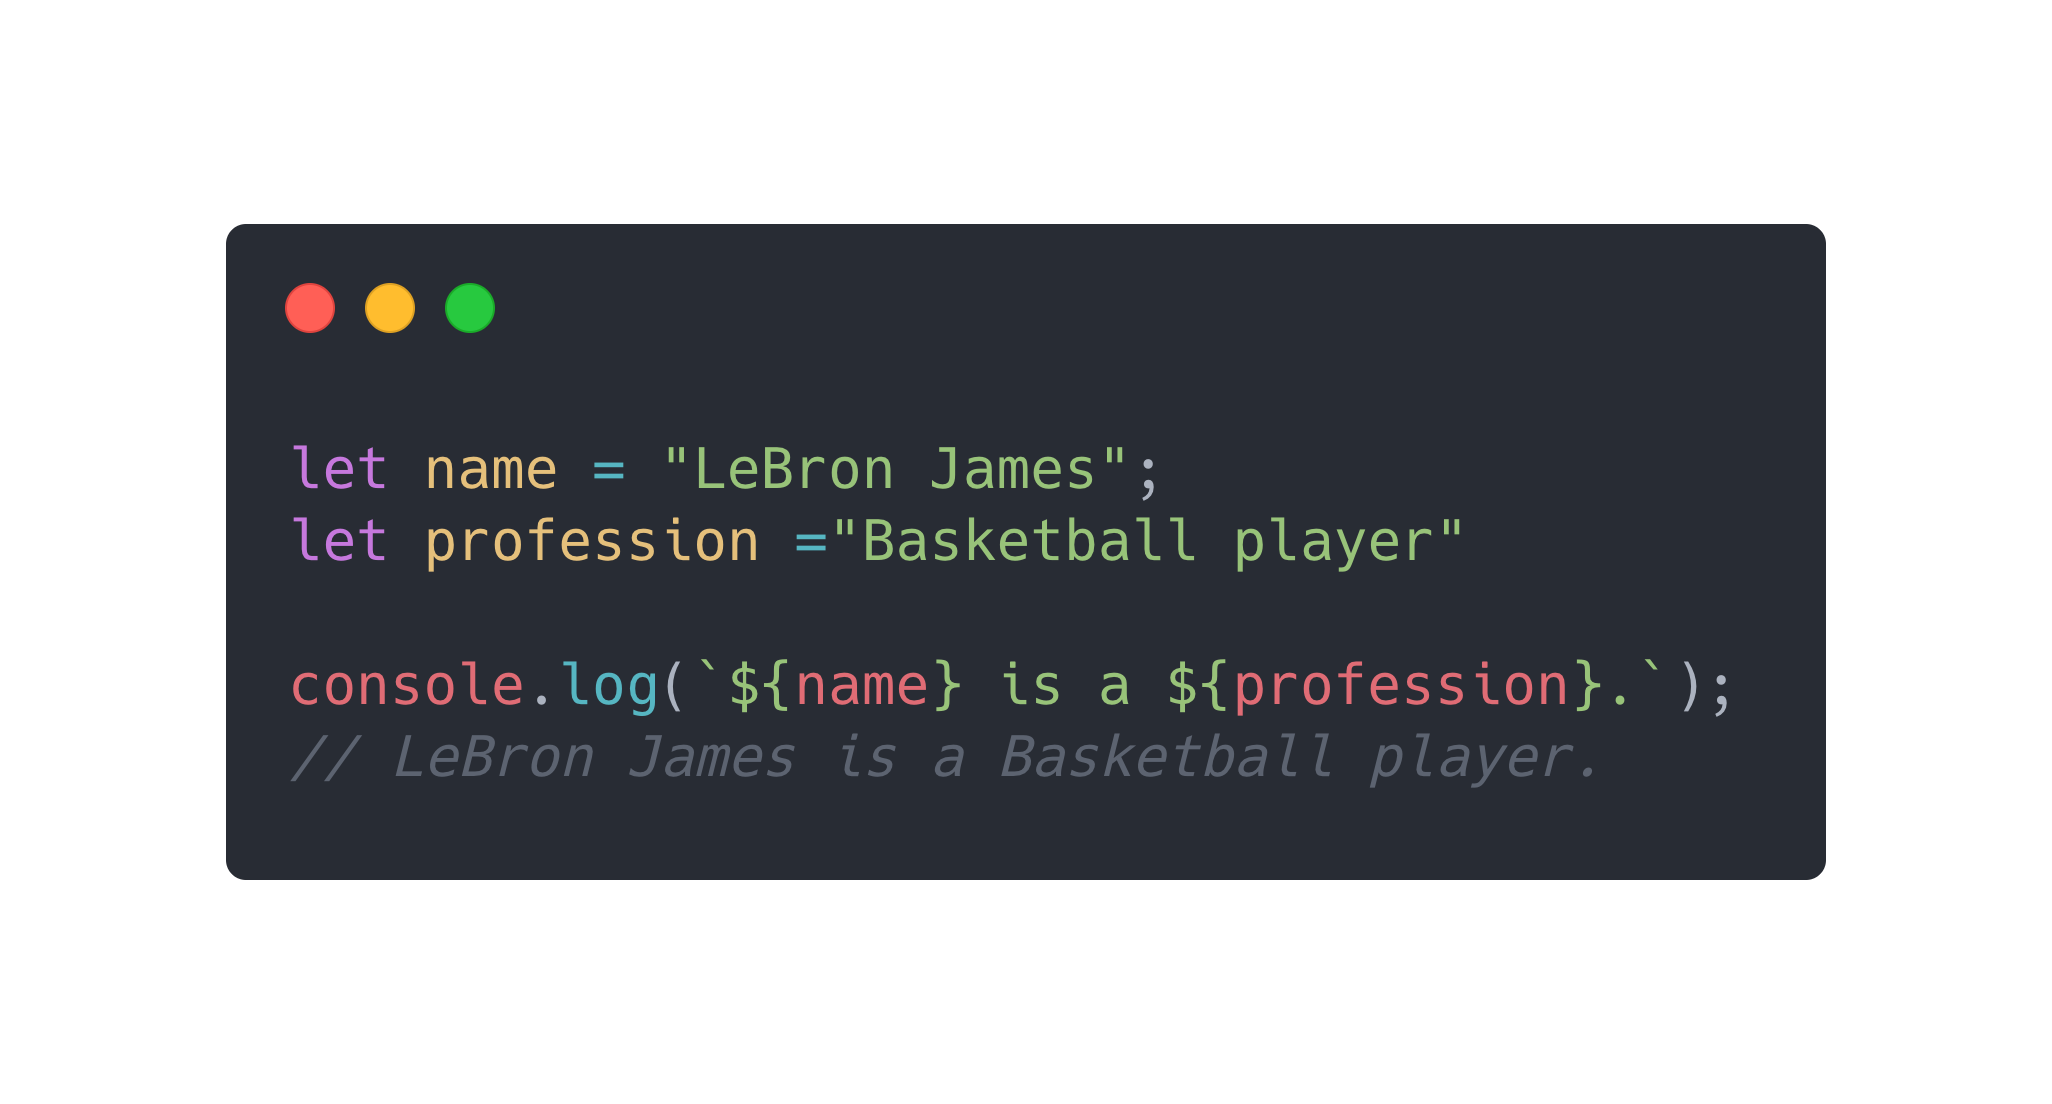 let name = "LeBron James";
let profession ="Basketball player"
console.log(`${name} is a ${profession}.`);
// LeBron James is a Basketball player.